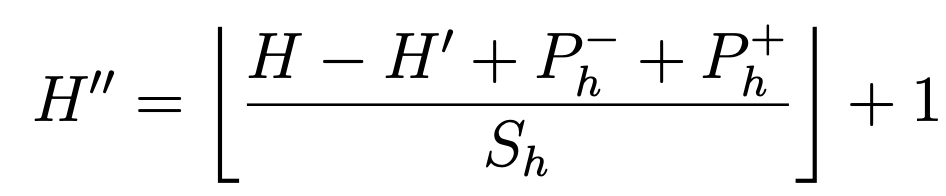 H'' = ⌊(H − H' + P_h^− + P_h^+) / S_h⌋ + 1